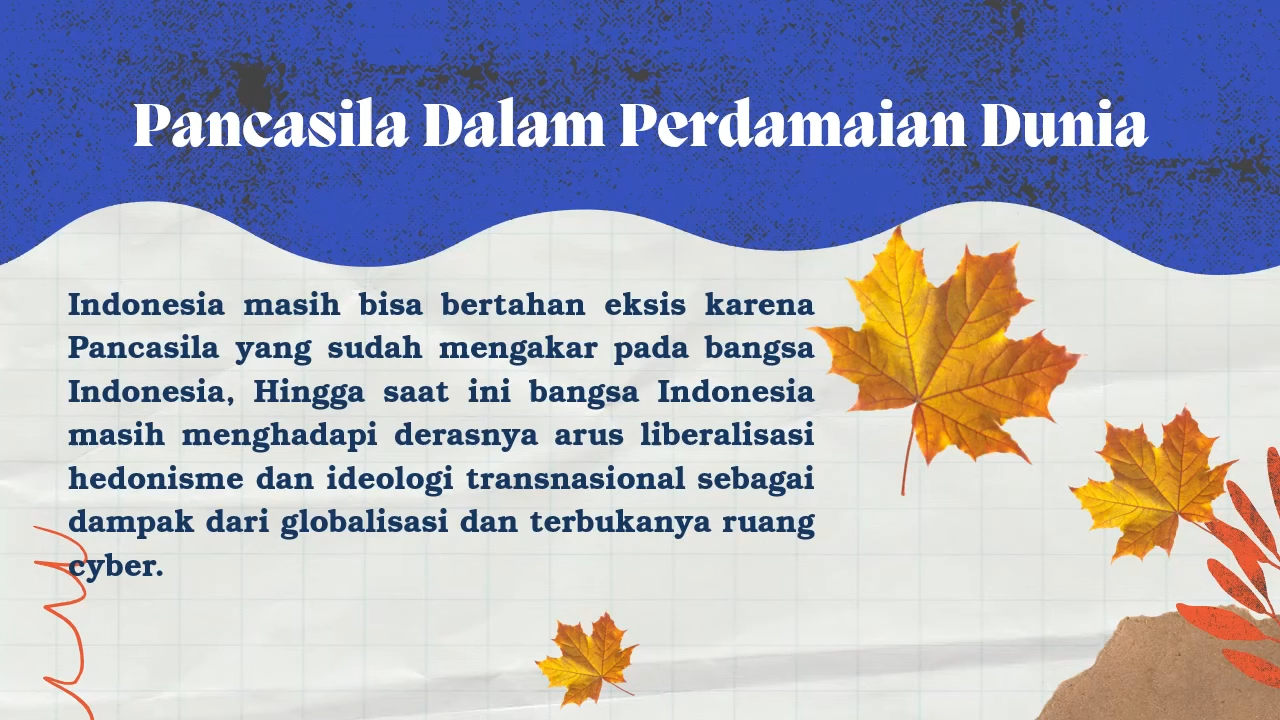 Pancasila Dalam Perdamaian Dunia
Indonesia masih bisa bertahan eksis karena
Pancasila yang sudah mengakar pada bangsa
Indonesia, Hingga saat ini bangsa Indonesia
masih menghadapi derasnya arus liberalisasi
hedonisme dan ideologi transnasional sebagai
dampak dari globalisasi dan terbukanya ruang
cyber.